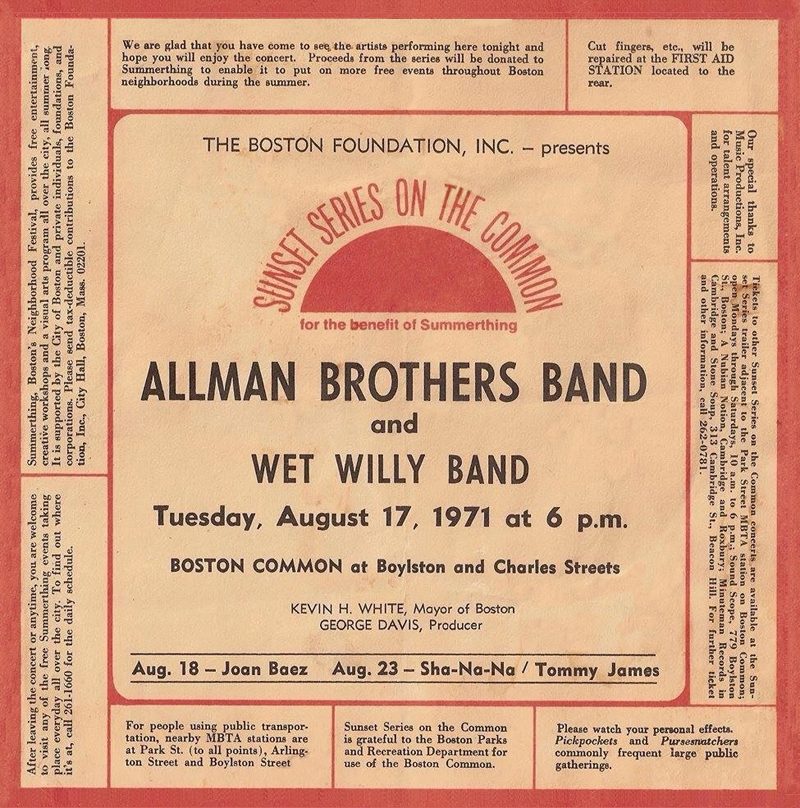 We are glad that you have come to see the artists performing here tonight and
hope you will enjoy the concert. Proceeds from the series will be donated to
Summerthing to enable it to put on more free events throughout Boston
neighborhoods during the summer.
Cut fingers, etc., will be
repaired at the FIRST AID
STATION located to the
rear.
Summerthing, Boston's Neighborhood Festival, provides free entertainment,
creative workshops and a visual arts program all over the city, all summer long.
It is supported by the City of Boston and private individuals, foundations, and
corporations. Please send tax-deductible contributions to the Boston Founda-
tion, Inc., City Hall, Boston, Mass. 02201.
THE BOSTON FOUNDATION, INC. – presents
SUNSET SERIES ON THE COMMON
for the benefit of Summerthing
ALLMAN BROTHERS BAND
and
WET WILLY BAND
Tuesday, August 17, 1971 at 6 p.m.
BOSTON COMMON at Boylston and Charles Streets
KEVIN H. WHITE, Mayor of Boston
GEORGE DAVIS, Producer
Aug. 18 – Joan Baez Aug. 23 – Sha-Na-Na / Tommy James
Our special thanks to
Music Productions, Inc.
for talent arrangements
and operations.
Tickets to other Sunset Series on the Common concerts are available at the Sun-
set Series trailer adjacent to the Park Street MBTA station on Boston Common;
open Mondays through Saturdays, 10 a.m. to 6 p.m.; Sound Scope, 779 Boylston
St., Boston; A Nubian Notion, Cambridge and Roxbury; Minuteman Records in
Cambridge and Stone Soup, 313 Cambridge St., Beacon Hill. For further ticket
and other information, call 262-0781.
After leaving the concert or anytime, you are welcome
to visit any of the free Summerthing events taking
place everyday all over the city. To find out where
it's at, call 261-1660 for the daily schedule.
For people using public transpor-
tation, nearby MBTA stations are
at Park St. (to all points), Arling-
ton Street and Boylston Street
Sunset Series on the Common
is grateful to the Boston Parks
and Recreation Department for
use of the Boston Common.
Please watch your personal effects.
Pickpockets and Pursesnatchers
commonly frequent large public
gatherings.